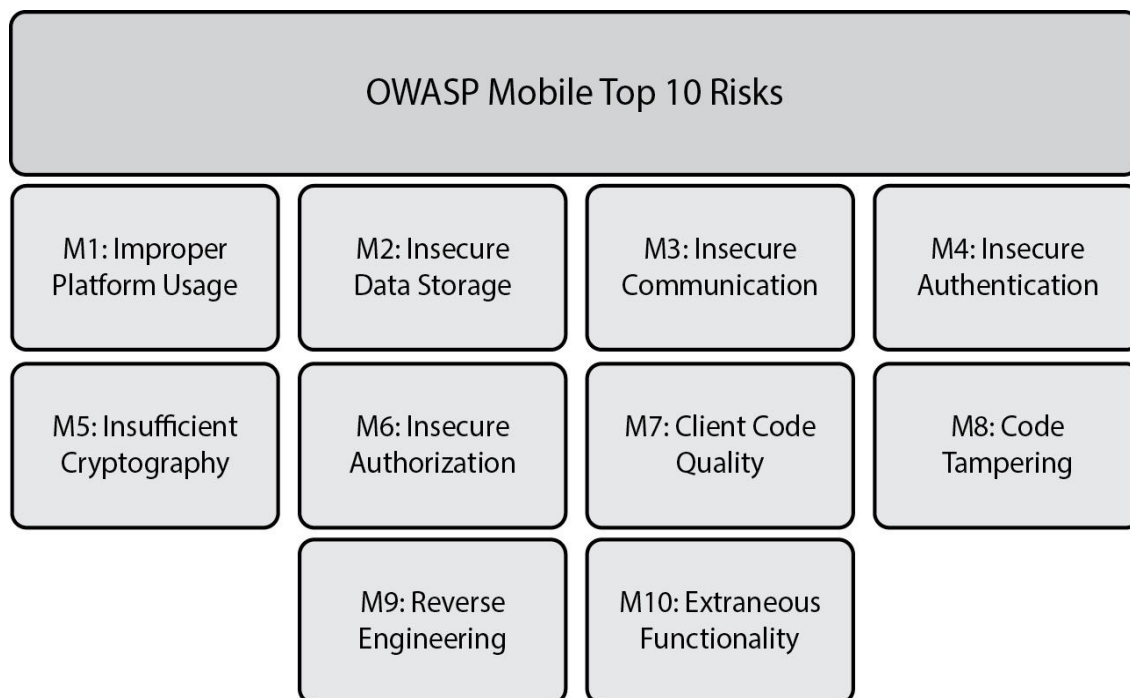 OWASP Mobile Top 10 Risks
M1: Improper
Platform Usage
M2: Insecure
Data Storage
M3: Insecure
Communication
M4: Insecure
Authentication
M5: Insufficient
Cryptography
M6: Insecure
Authorization
M7: Client Code
Quality
M8: Code
Tampering
M9: Reverse
Engineering
M10: Extraneous
Functionality